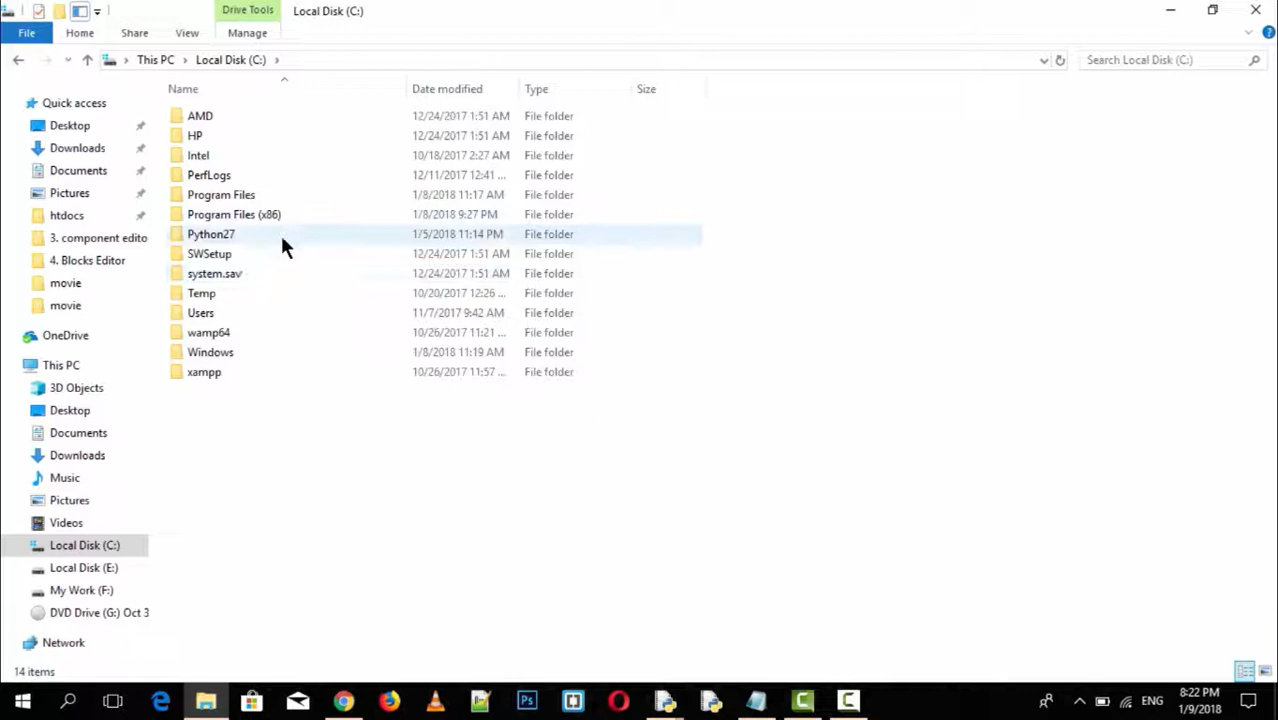 Drive Tools
Local Disk (C:)
File
Home
Share
View
Manage
This PC
Local Disk (C:)
Search Local Disk (C:)
Name
Date modified
Type
Size
AMD 12/24/2017 1:51 AM File folder
HP 12/24/2017 1:51 AM File folder
Intel 10/18/2017 2:27 AM File folder
PerfLogs 12/11/2017 12:41 ... File folder
Program Files 1/8/2018 11:17 AM File folder
Program Files (x86) 1/8/2018 9:27 PM File folder
Python27 1/5/2018 11:14 PM File folder
SWSetup 12/24/2017 1:51 AM File folder
system.sav 12/24/2017 1:51 AM File folder
Temp 10/20/2017 12:26 ... File folder
Users 11/7/2017 9:42 AM File folder
wamp64 10/26/2017 11:21 ... File folder
Windows 1/8/2018 11:19 AM File folder
xampp 10/26/2017 11:57 ... File folder
Quick access
Desktop
Downloads
Documents
Pictures
htdocs
3. component edito
4. Blocks Editor
movie
movie
OneDrive
This PC
3D Objects
Desktop
Documents
Downloads
Music
Pictures
Videos
Local Disk (C:)
Local Disk (E:)
My Work (F:)
DVD Drive (G:) Oct 3
Network
14 items
Ps
ENG
8:22 PM
1/9/2018